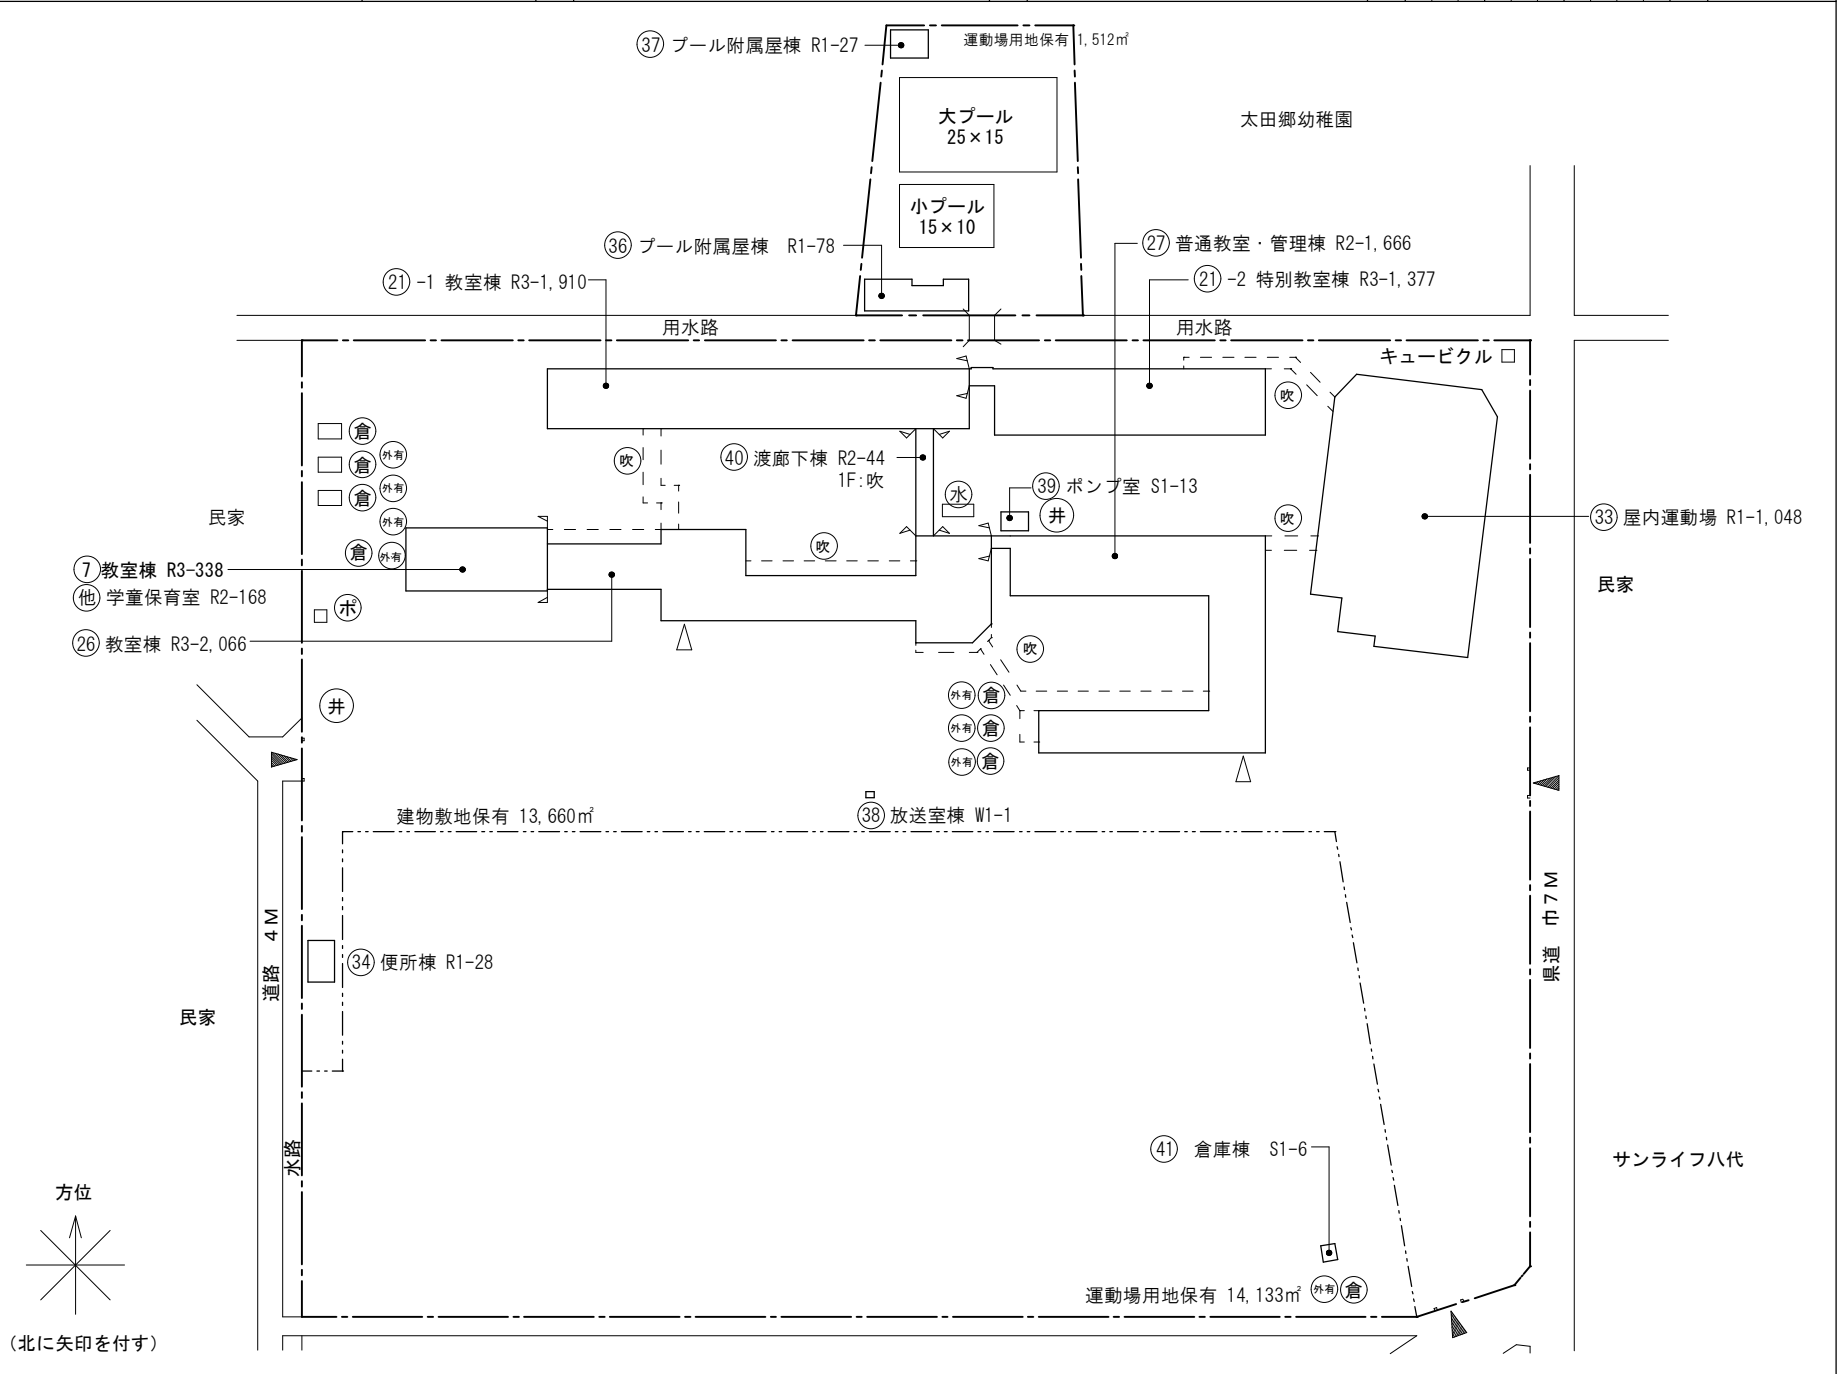 ㊲ プール附属屋棟 R1-27
運動場用地保有 1,512㎡
大プール
25×15
太田郷幼稚園
小プール
15×10
㊱ プール附属屋棟 R1-78
㉗ 普通教室・管理棟 R2-1,666
㉑ -1 教室棟 R3-1,910
㉑ -2 特別教室棟 R3-1,377
用水路
用水路
キュービクル
吹
倉
外有
倉
外有
倉
外有
吹
㊵ 渡廊下棟 R2-44
1F:吹
水
㊴ ポンプ室 S1-13
井
吹
㉝ 屋内運動場 R1-1,048
民家
倉
外有
吹
⑦教室棟 R3-338
他 学童保育室 R2-168
民家
ポ
㉖ 教室棟 R3-2,066
吹
井
外有 倉
外有 倉
外有 倉
建物敷地保有 13,660㎡
㊳ 放送室棟 W1-1
道路 4M
県道 巾7M
㉞ 便所棟 R1-28
民家
水路
㊶ 倉庫棟 S1-6
サンライフ八代
方位
運動場用地保有 14,133㎡
外有 倉
(北に矢印を付す)